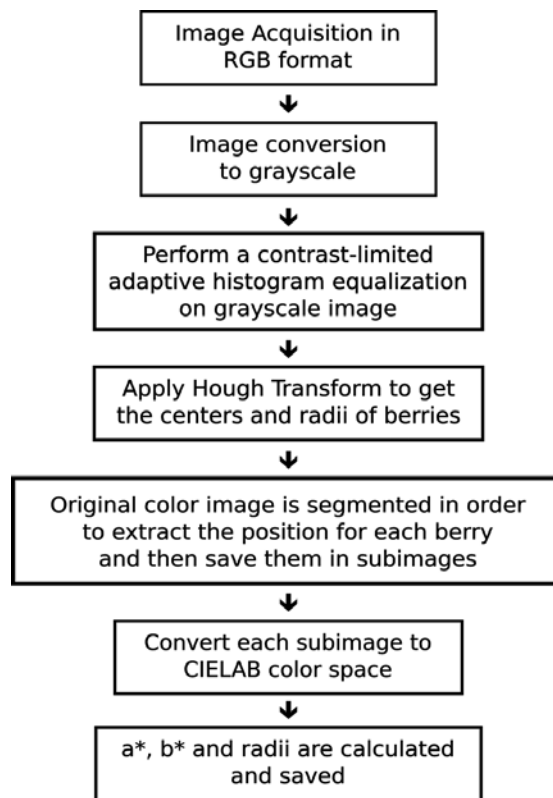 Image Acquisition in
RGB format
Image conversion
to grayscale
Perform a contrast-limited
adaptive histogram equalization
on grayscale image
Apply Hough Transform to get
the centers and radii of berries
Original color image is segmented in order
to extract the position for each berry
and then save them in subimages
Convert each subimage to
CIELAB color space
a*, b* and radii are calculated
and saved